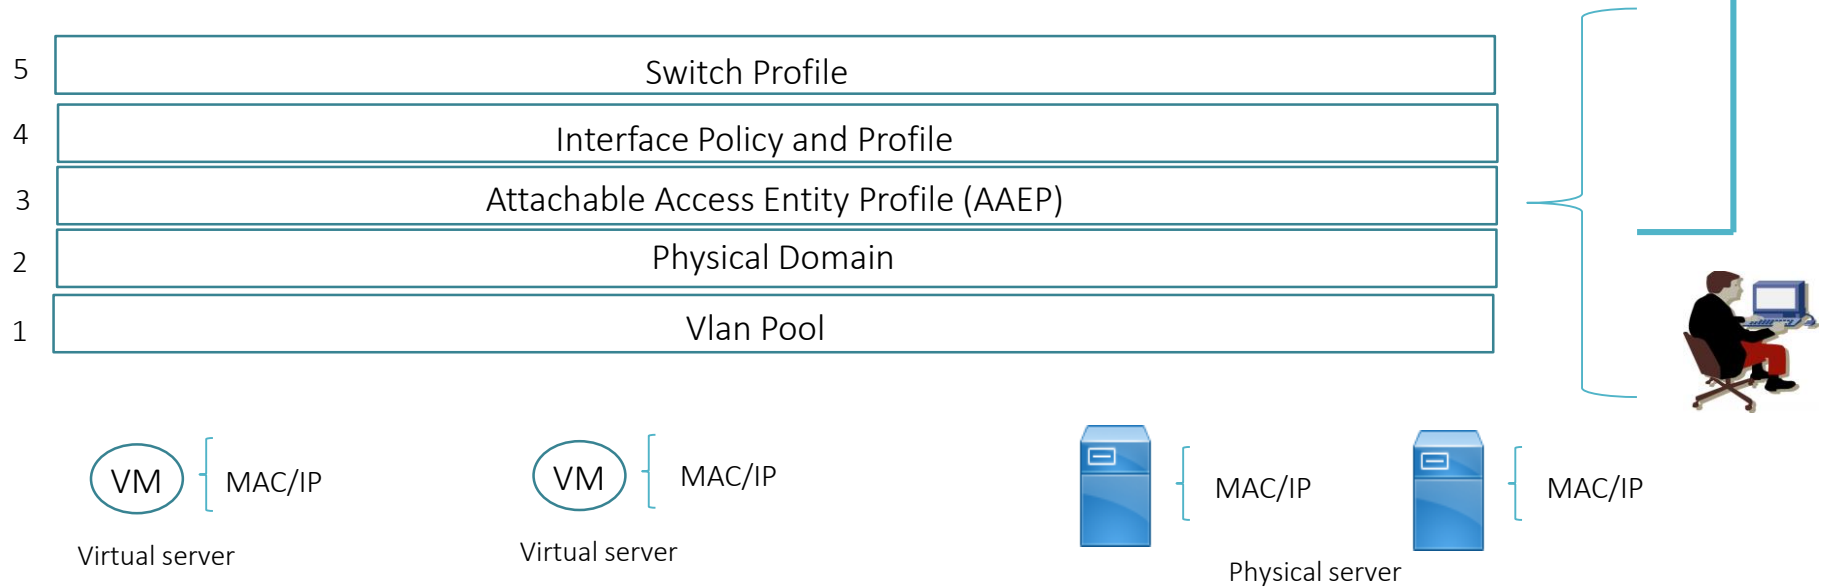 5 Switch Profile
4 Interface Policy and Profile
3 Attachable Access Entity Profile (AAEP)
2 Physical Domain
1 Vlan Pool
VM MAC/IP VM MAC/IP MAC/IP MAC/IP
Virtual server Virtual server Physical server